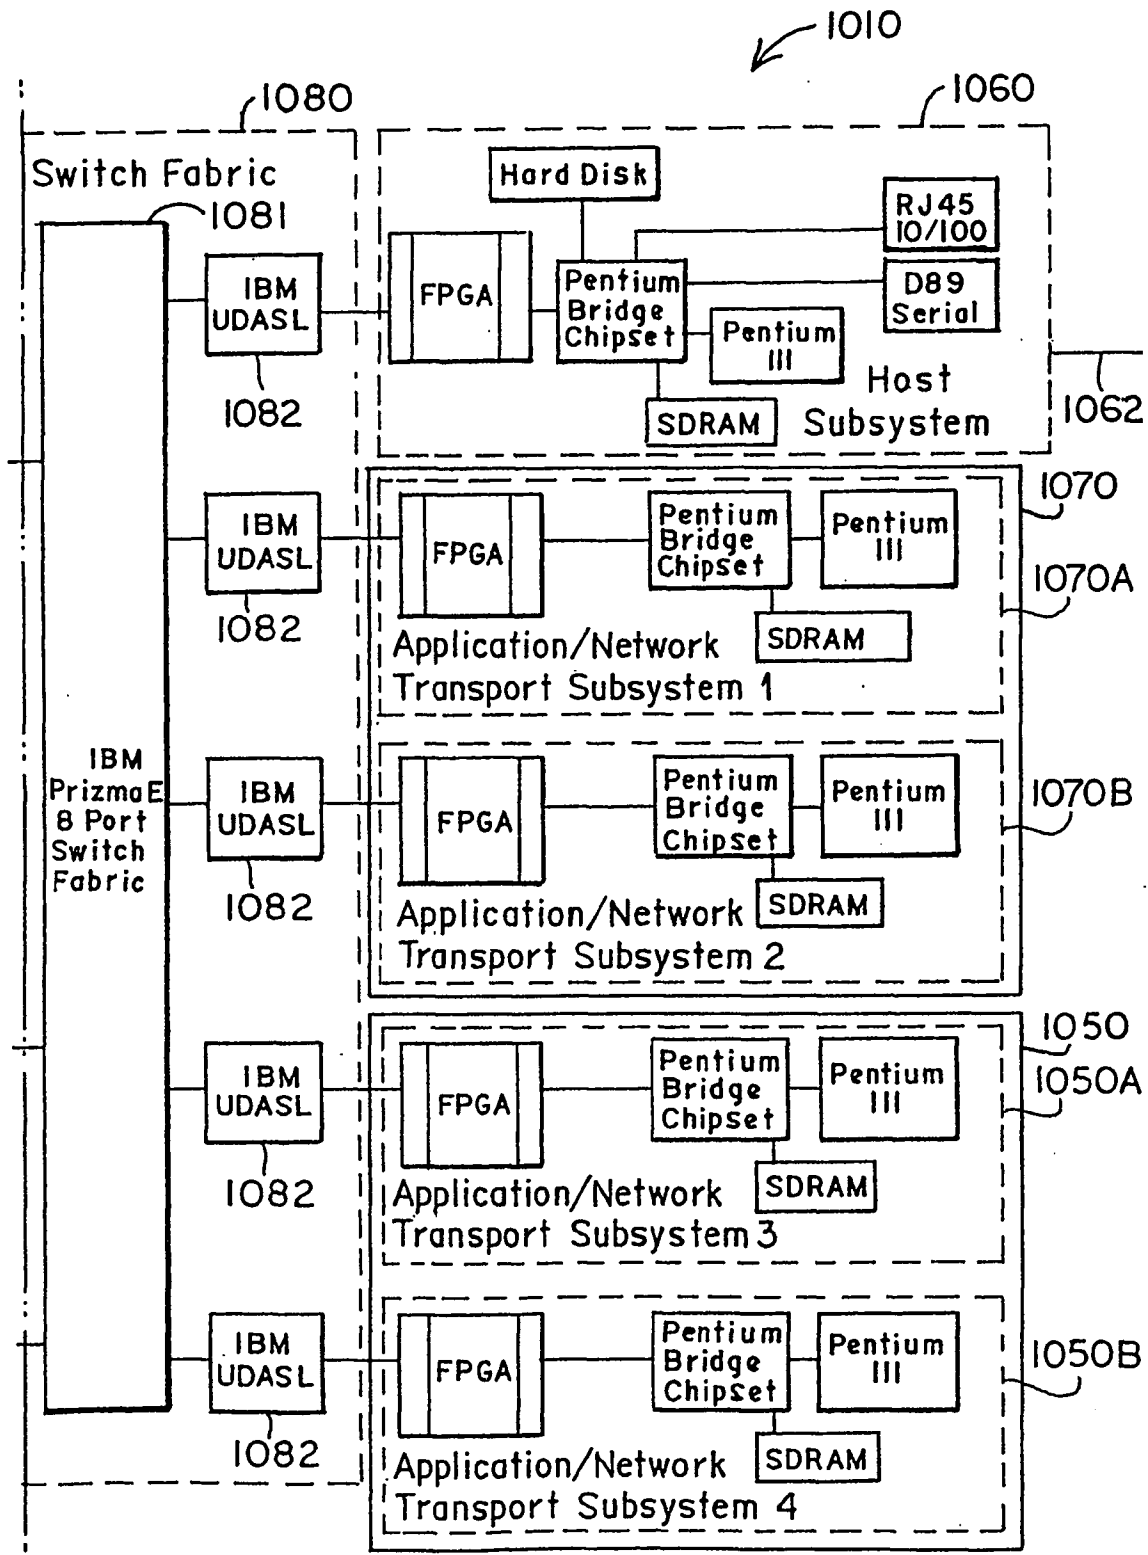 1010
1080
1060
Switch Fabric
1081
Hard Disk
RJ45
10/100
IBM
UDASL
FPGA
Pentium
Bridge
Chipset
D89
Serial
Pentium
III
1082
SDRAM
Host
Subsystem
1062
1070
IBM
UDASL
FPGA
Pentium
Bridge
Chipset
Pentium
III
1070A
1082
SDRAM
Application/Network
Transport Subsystem 1
IBM
PrizmaE
8 Port
Switch
Fabric
IBM
UDASL
FPGA
Pentium
Bridge
Chipset
Pentium
III
1070B
1082
SDRAM
Application/Network
Transport Subsystem 2
1050
IBM
UDASL
FPGA
Pentium
Bridge
Chipset
Pentium
III
1050A
1082
SDRAM
Application/Network
Transport Subsystem 3
IBM
UDASL
FPGA
Pentium
Bridge
Chipset
Pentium
III
1050B
1082
SDRAM
Application/Network
Transport Subsystem 4